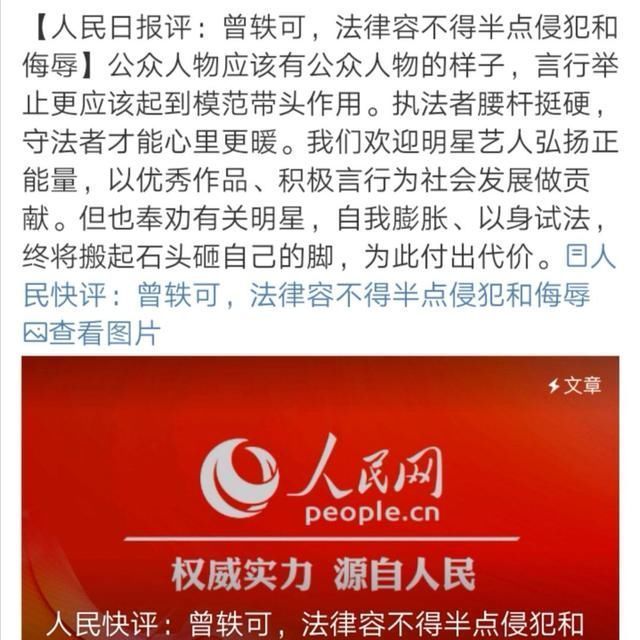 【人民日报评：曾轶可，法律容不得半点侵犯和
侮辱】公众人物应该有公众人物的样子，言行举
止更应该起到模范带头作用。执法者腰杆挺硬，
守法者才能心里更暖。我们欢迎明星艺人弘扬正
能量，以优秀作品、积极言行为社会发展做贡
献。但也奉劝有关明星，自我膨胀、以身试法，
终将搬起石头砸自己的脚，为此付出代价。人
民快评：曾轶可，法律容不得半点侵犯和侮辱
查看图片
文章
人民网
people.cn
权威实力 源自人民
人民快评：曾轶可，法律容不得半点侵犯和